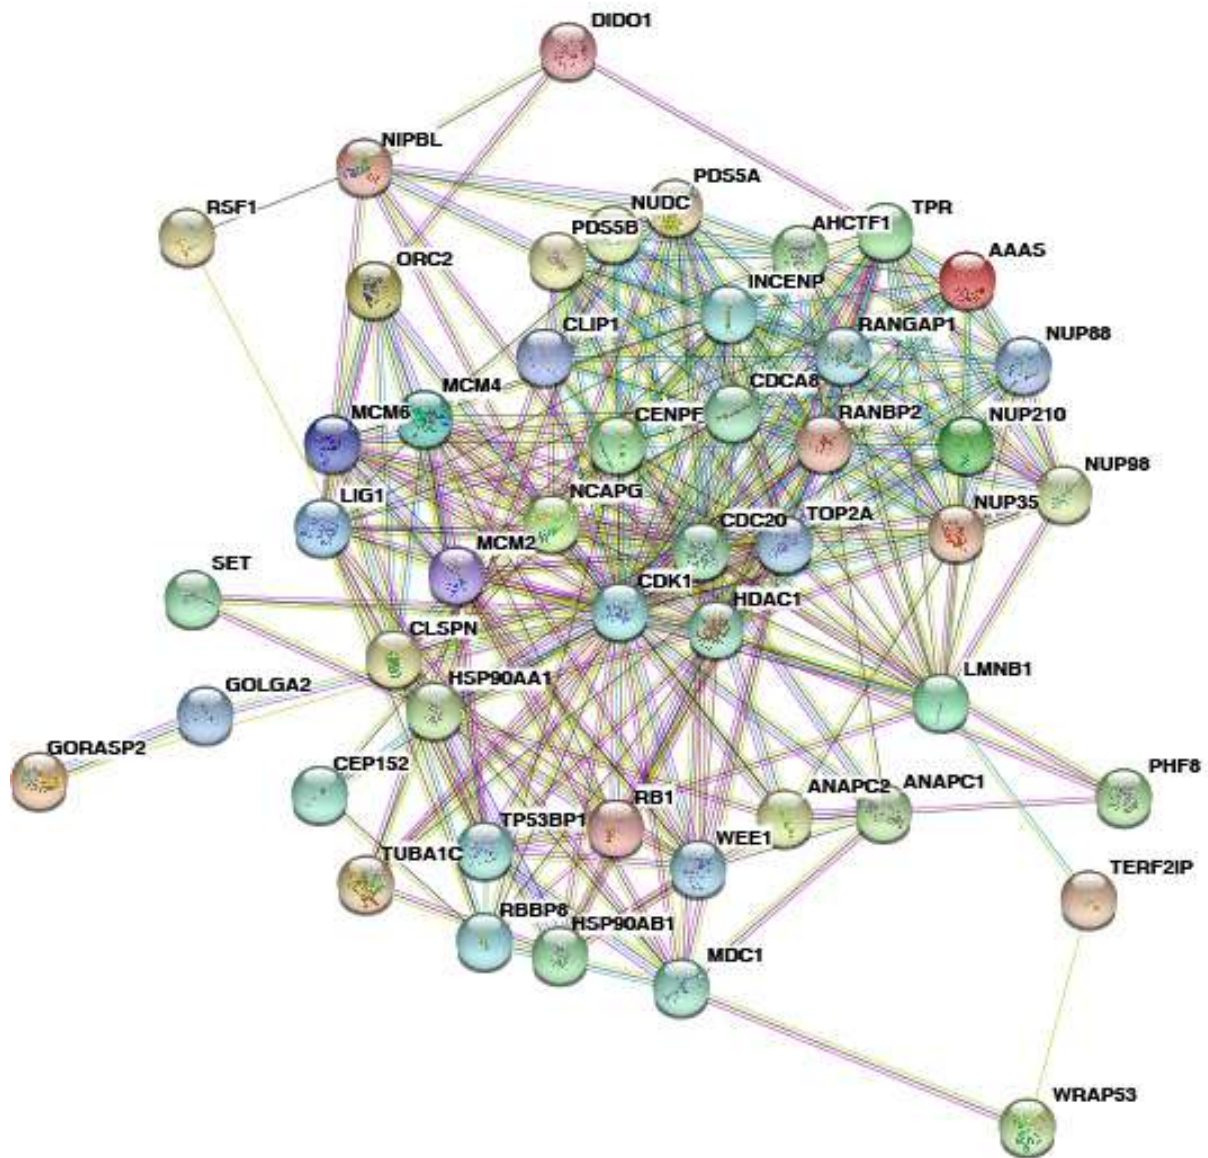 DIDO1
NIPBL
PDS5A
RSF1
NUDC
TPR
PDS5B
AHCTF1
AAAS
ORC2
INCENP
CLIP1
RANGAP1
NUP88
MCM4
CDCA8
MCM6
CENPF
RANBP2
NUP210
NUP98
LIG1
NCAPG
NUP35
CDC20
TOP2A
MCM2
SET
CDK1
HDAC1
CLSPN
LMNB1
HSP90AA1
GOLGA2
GORASP2
CEP152
PHF8
ANAPC2
ANAPC1
RB1
TP53BP1
WEE1
TUBA1C
TERF2IP
RBBP8
HSP90AB1
MDC1
WRAP53